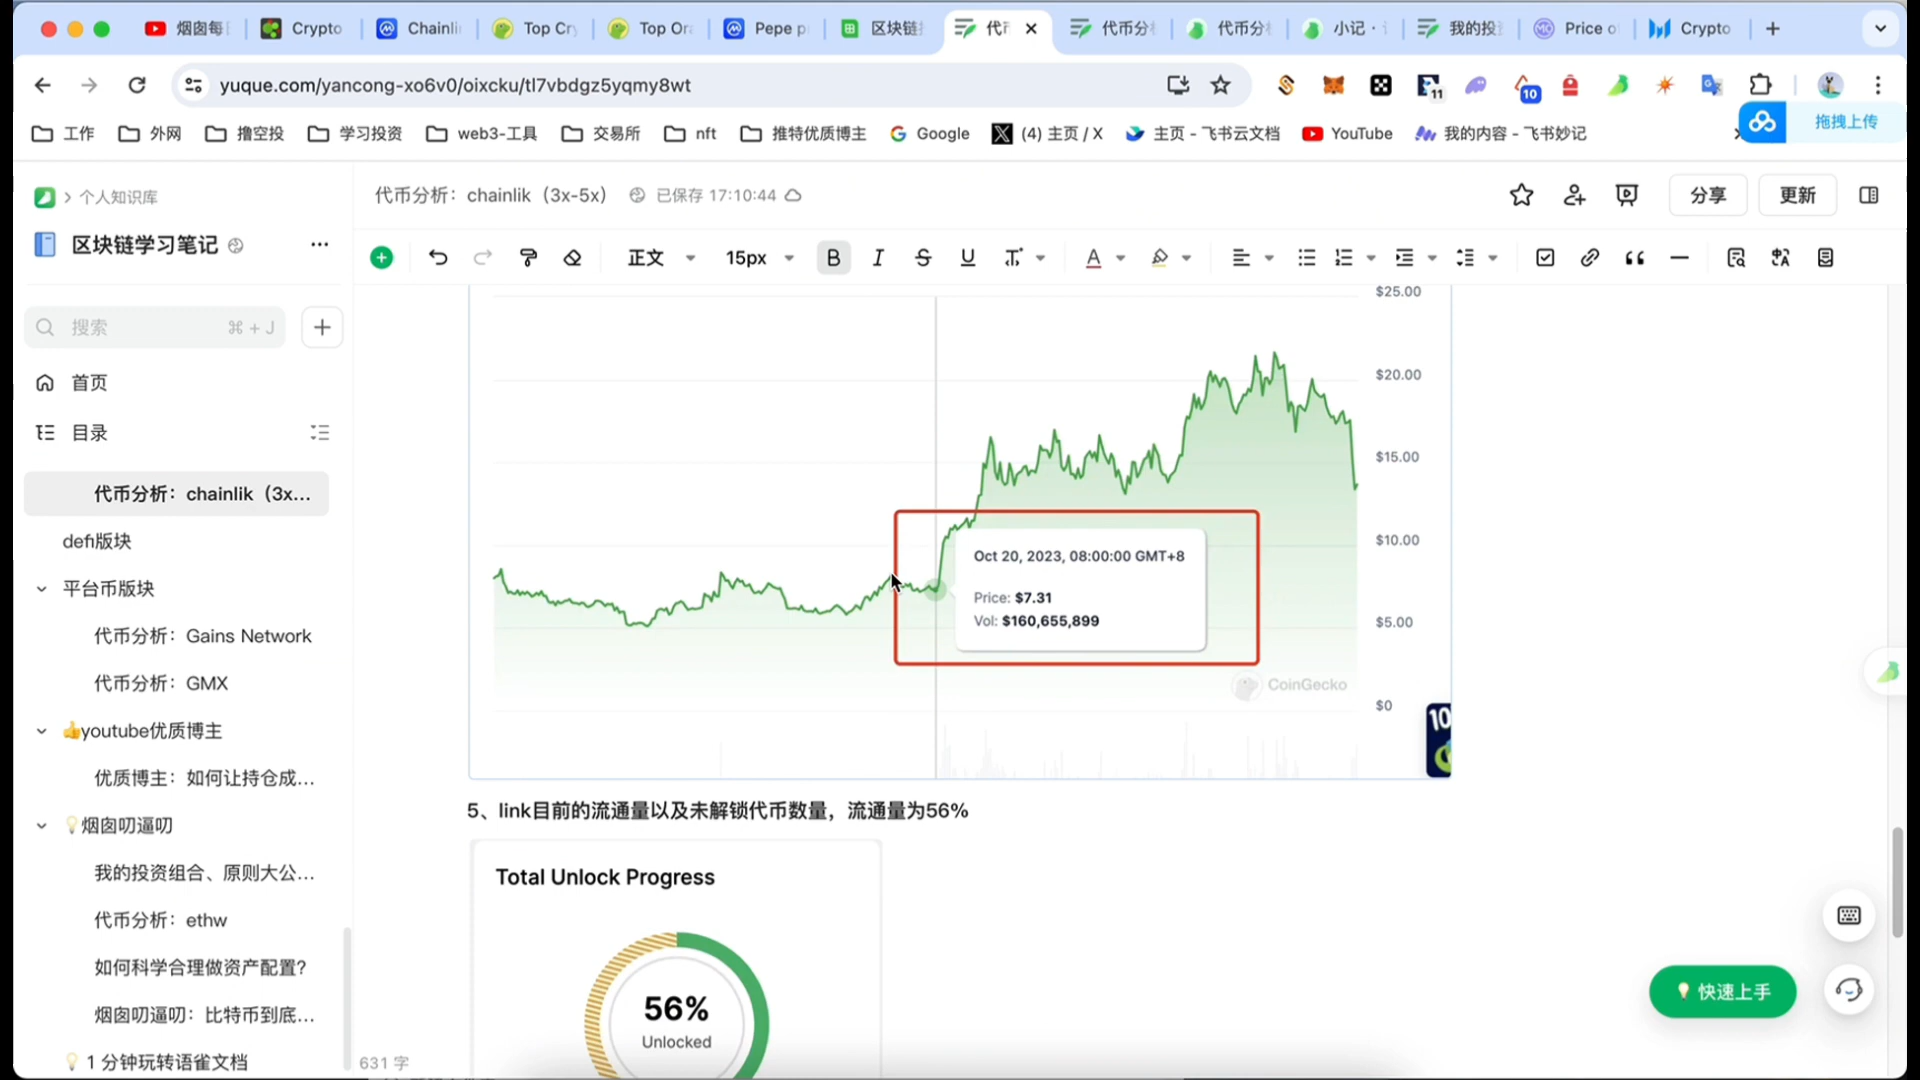 烟囱每
Crypto
Chainli
Top Cry
Top Ora
Pepe p
区块链
代币
代币分
代币分
小记 ·
我的投
Price o
Crypto
yuque.com/yancong-xo6v0/oixcku/tl7vbdgz5yqmy8wt
11
10
工作
外网
撸空投
学习投资
web3-工具
交易所
nft
推特优质博主
Google
(4) 主页 / X
主页 - 飞书云文档
YouTube
我的内容 - 飞书妙记
拖拽上传
个人知识库
区块链学习笔记
搜索
⌘ + J
首页
目录
代币分析：chainlik（3x...
defi版块
平台币版块
代币分析：Gains Network
代币分析：GMX
👍youtube优质博主
优质博主：如何让持仓成...
💡烟囱叨逼叨
我的投资组合、原则大公...
代币分析：ethw
如何科学合理做资产配置?
烟囱叨逼叨：比特币到底...
💡 1 分钟玩转语雀文档
代币分析：chainlik（3x-5x）
已保存 17:10:44
分享
更新
正文
15px
B
I
S
U
A
$25.00
$20.00
$15.00
$10.00
$5.00
$0
Oct 20, 2023, 08:00:00 GMT+8
Price: $7.31
Vol: $160,655,899
CoinGecko
10
5、link目前的流通量以及未解锁代币数量，流通量为56%
Total Unlock Progress
56%
Unlocked
631 字
💡 快速上手